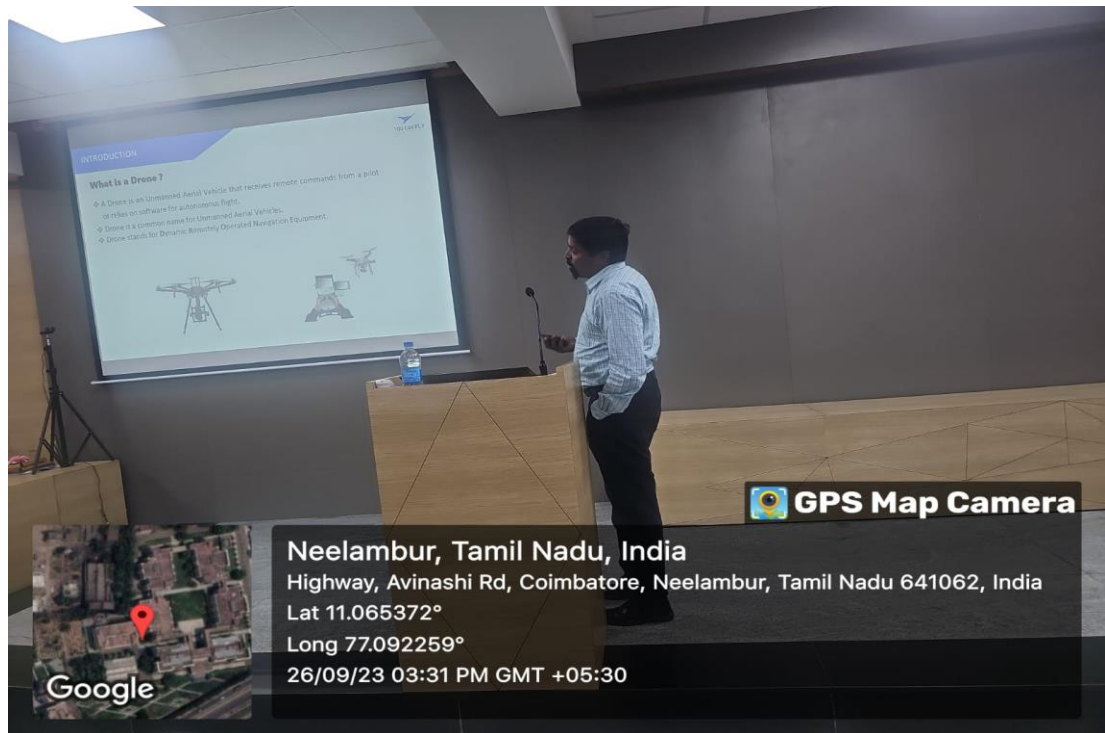 INTRODUCTION
What is a Drone ?
❖ A Drone is an Unmanned Aerial Vehicle that receives remote commands from a pilot
or relies on software for autonomous flight.
❖ Drone is a common name for Unmanned Aerial Vehicles.
❖ Drone stands for Dynamic Remotely Operated Navigation Equipment.
GPS Map Camera
Neelambur, Tamil Nadu, India
Highway, Avinashi Rd, Coimbatore, Neelambur, Tamil Nadu 641062, India
Lat 11.065372°
Long 77.092259°
26/09/23 03:31 PM GMT +05:30
Google